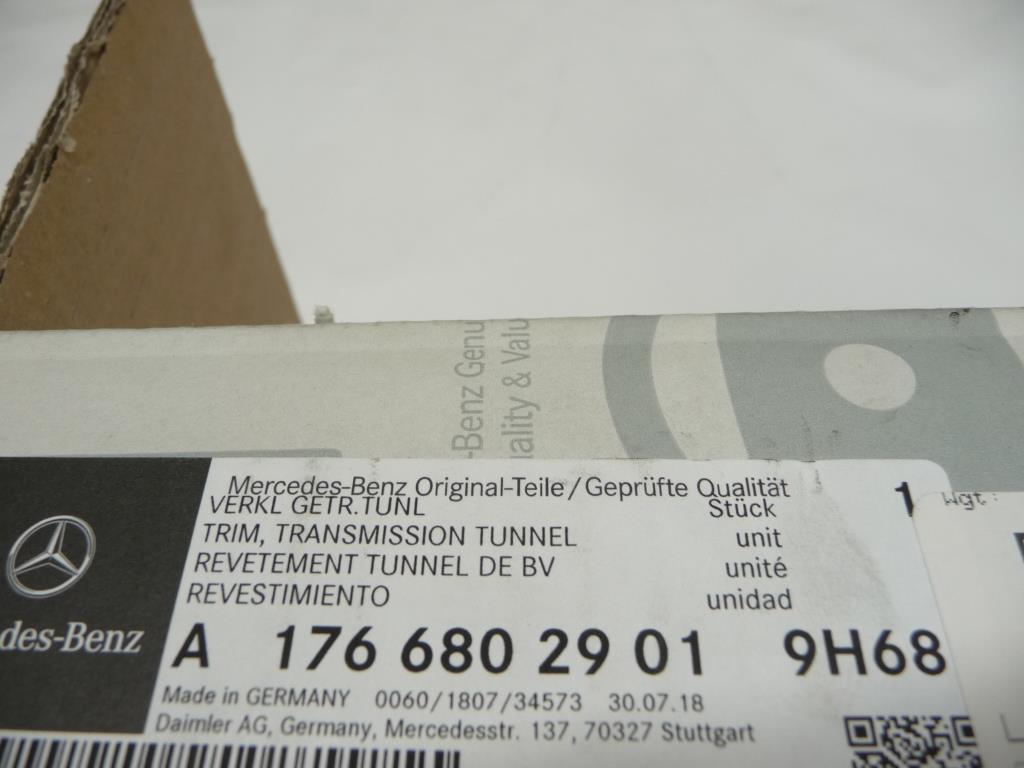 -Benz Genu
ality & Valu
Mercedes-Benz Original-Teile/Geprüfte Qualität
VERKL GETR.TUNL Stück 1
TRIM, TRANSMISSION TUNNEL unit
REVETEMENT TUNNEL DE BV unité
REVESTIMIENTO unidad
des-Benz
A 176 680 29 01 9H68
Made in GERMANY 0060/1807/34573 30.07.18
Daimler AG, Germany, Mercedesstr. 137, 70327 Stuttgart
Wgt: